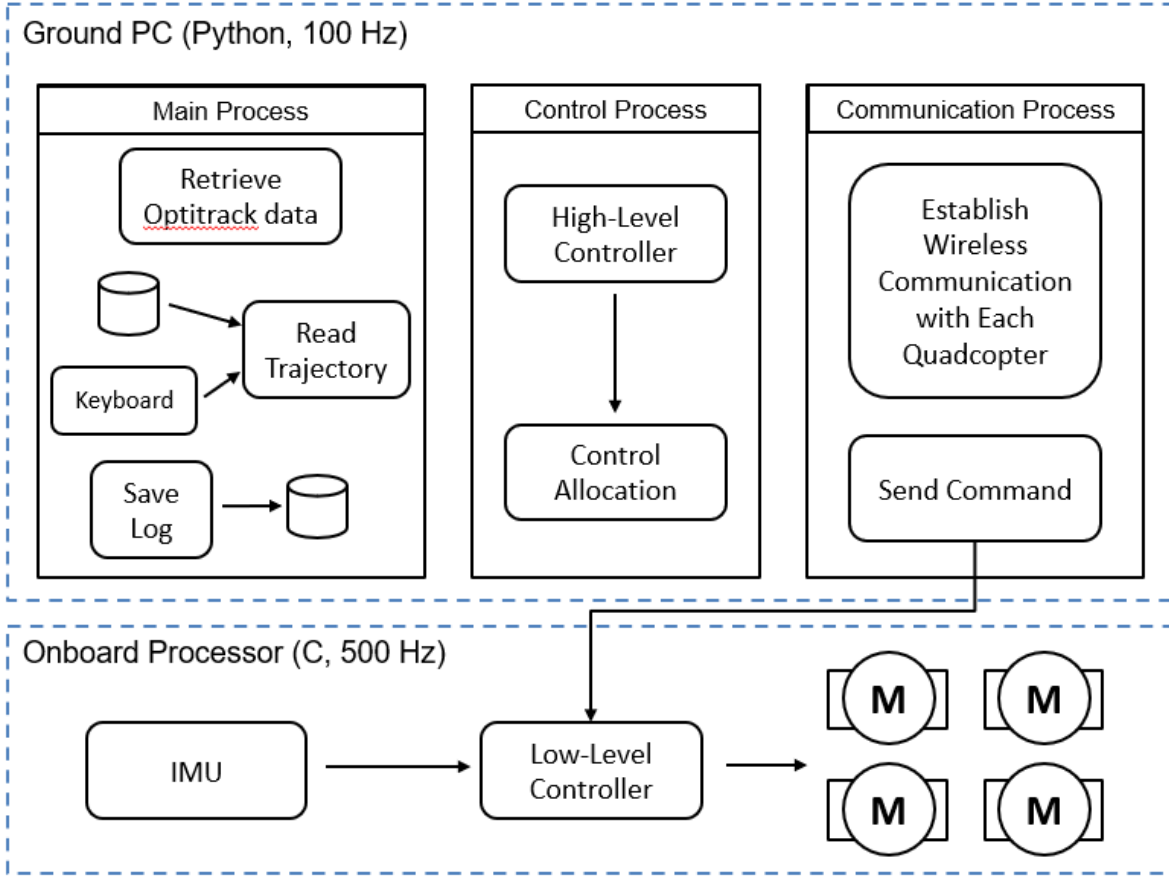 Ground PC (Python, 100 Hz)
Main Process
Retrieve
Optitrack data
Read
Trajectory
Keyboard
Save
Log
Control Process
High-Level
Controller
Control
Allocation
Communication Process
Establish
Wireless
Communication
with Each
Quadcopter
Send Command
Onboard Processor (C, 500 Hz)
IMU
Low-Level
Controller
M
M
M
M